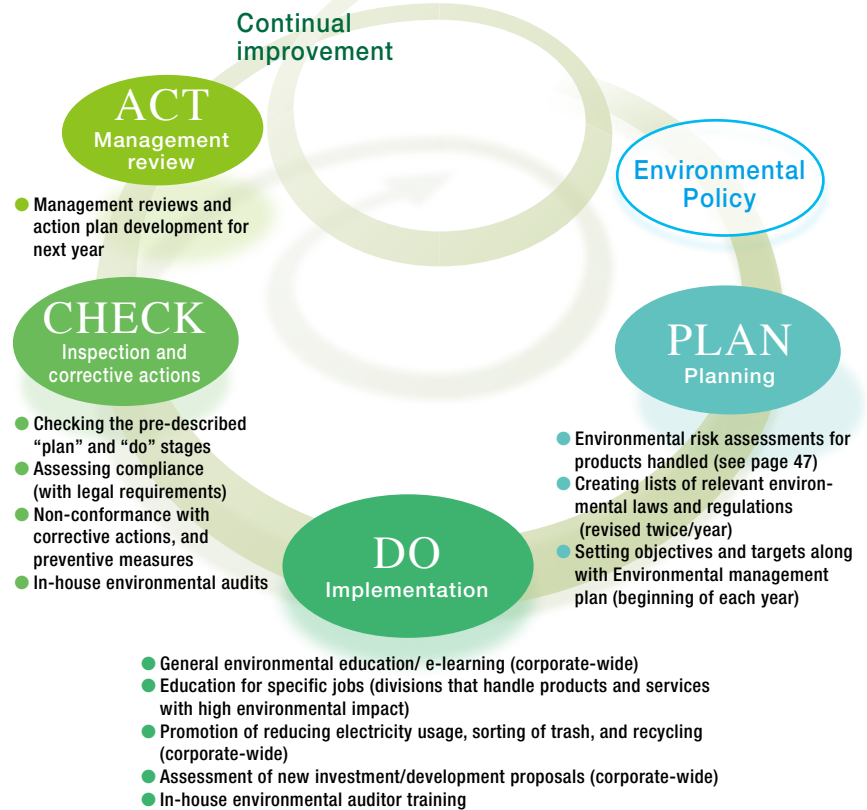 Continual
improvement
ACT
Management
review
● Management reviews and
action plan development for
next year
Environmental
Policy
CHECK
Inspection and
corrective actions
● Checking the pre-described
“plan” and “do” stages
● Assessing compliance
(with legal requirements)
● Non-conformance with
corrective actions, and
preventive measures
● In-house environmental audits
PLAN
Planning
● Environmental risk assessments for
products handled (see page 47)
● Creating lists of relevant environ-
mental laws and regulations
(revised twice/year)
● Setting objectives and targets along
with Environmental management
plan (beginning of each year)
DO
Implementation
● General environmental education/ e-learning (corporate-wide)
● Education for specific jobs (divisions that handle products and services
with high environmental impact)
● Promotion of reducing electricity usage, sorting of trash, and recycling
(corporate-wide)
● Assessment of new investment/development proposals (corporate-wide)
● In-house environmental auditor training